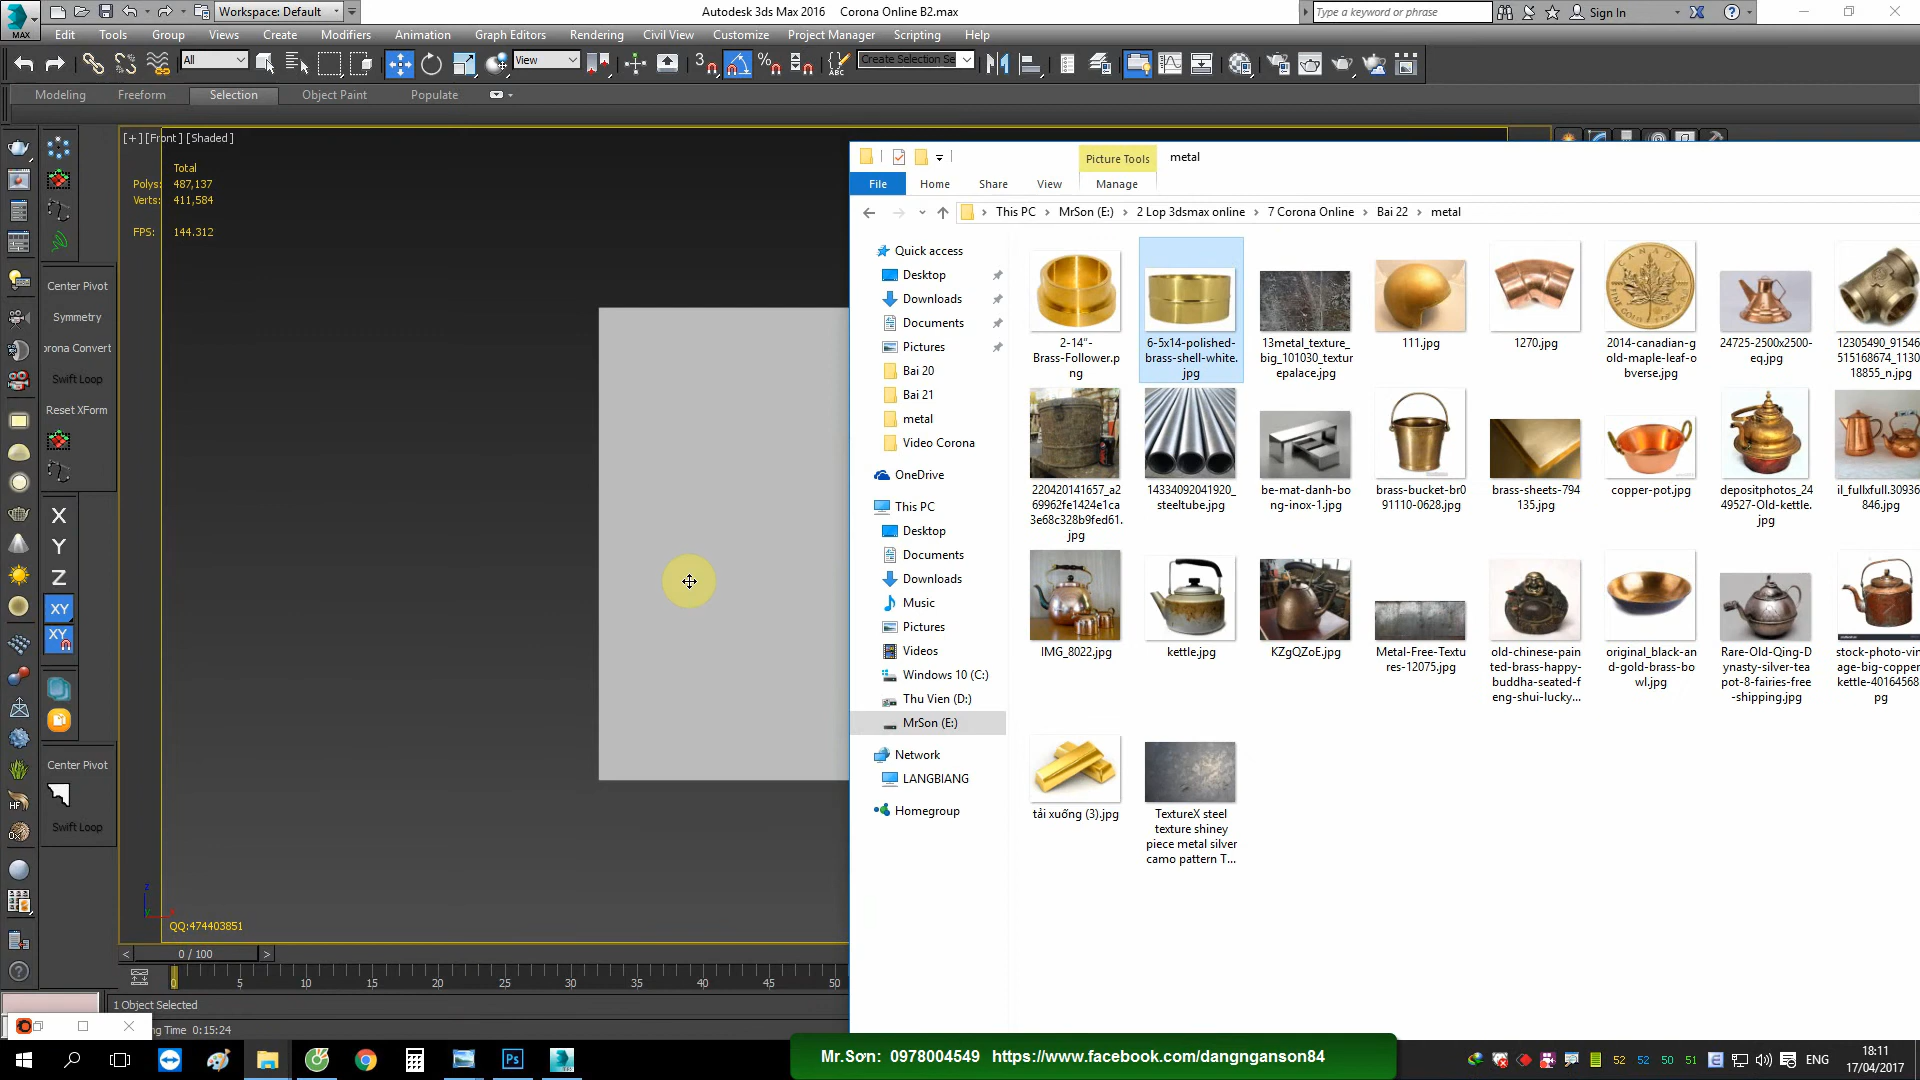 Workspace: Default
Autodesk 3ds Max 2016   Corona Online B2.max
Type a keyword or phrase
Sign In
MAX
Edit Tools Group Views Create Modifiers Animation Graph Editors Rendering Civil View Customize Project Manager Scripting Help
All
View
Create Selection Se
Modeling Freeform Selection Object Paint Populate
[+] [Front] [Shaded]
Total
Polys: 487,137
Verts: 411,584
FPS: 144.312
Center Pivot
Symmetry
orona Convert
Swift Loop
Reset XForm
X
Y
Z
XY
XY
Center Pivot
Swift Loop
QQ:474403851
0 / 100
0 5 10 15 20 25 30 35 40 45 50
1 Object Selected
ng Time 0:15:24
Picture Tools
metal
File Home Share View Manage
This PC > MrSon (E:) > 2 Lop 3dsmax online > 7 Corona Online > Bai 22 > metal
Quick access
Desktop
Downloads
Documents
Pictures
Bai 20
Bai 21
metal
Video Corona
OneDrive
This PC
Desktop
Documents
Downloads
Music
Pictures
Videos
Windows 10 (C:)
Thu Vien (D:)
MrSon (E:)
Network
LANGBIANG
Homegroup
2-14"-
Brass-Follower.p
ng
6-5x14-polished-
brass-shell-white.
jpg
13metal_texture_
big_101030_textur
epalace.jpg
111.jpg
1270.jpg
2014-canadian-g
old-maple-leaf-o
bverse.jpg
24725-2500x2500-
eq.jpg
12305490_91546
515168674_1130
18855_n.jpg
220420141657_a2
69962fe1424e1ca
3e68c328b9fed61.
jpg
14334092041920_
steeltube.jpg
be-mat-danh-bo
ng-inox-1.jpg
brass-bucket-br0
91110-0628.jpg
brass-sheets-794
135.jpg
copper-pot.jpg
depositphotos_24
49527-Old-kettle.
jpg
il_fullxfull.30936
846.jpg
IMG_8022.jpg
kettle.jpg
KZgQZoE.jpg
Metal-Free-Textu
res-12075.jpg
old-chinese-pain
ted-brass-happy-
buddha-seated-f
eng-shui-lucky...
original_black-an
d-gold-brass-bo
wl.jpg
Rare-Old-Qing-D
ynasty-silver-tea
pot-8-fairies-free
-shipping.jpg
stock-photo-vin
age-big-copper
kettle-40164568
pg
tải xuống (3).jpg
TextureX steel
texture shiney
piece metal silver
camo pattern T...
Mr.Sơn: 0978004549   https://www.facebook.com/dangnganson84
52 52 50 51
ENG
18:11
17/04/2017